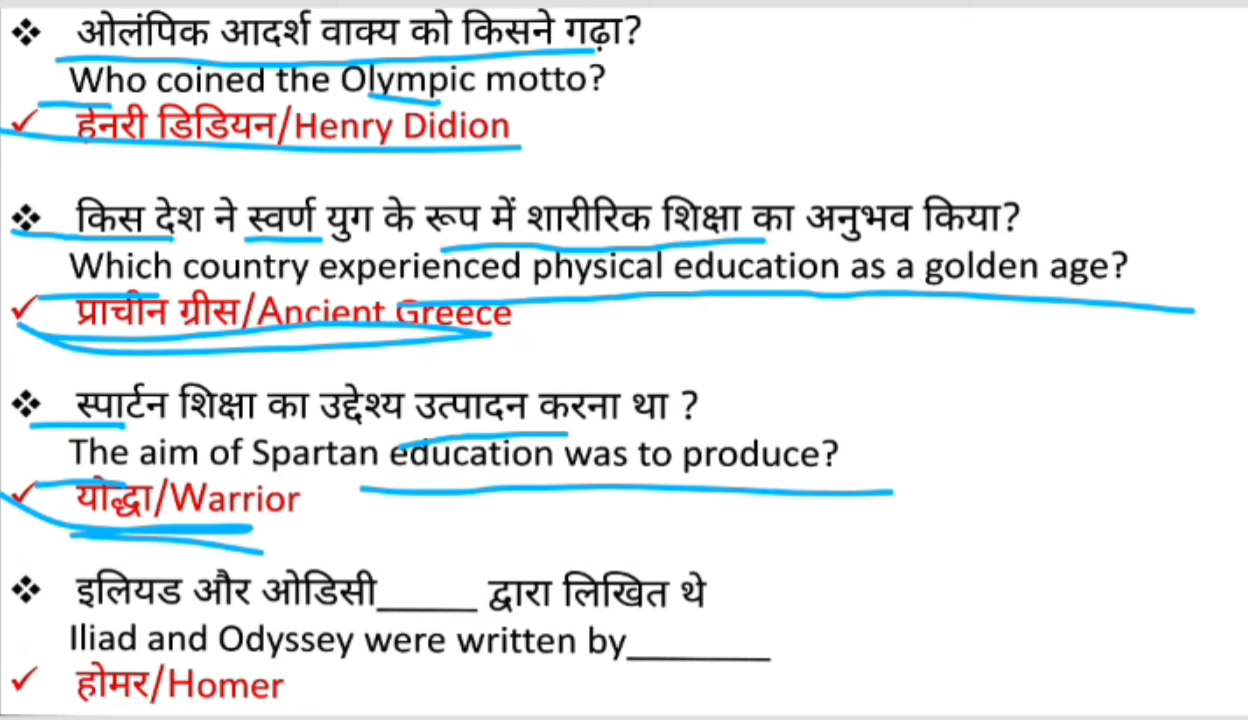 ❖ ओलंपिक आदर्श वाक्य को किसने गढ़ा?
Who coined the Olympic motto?
✓ हेनरी डिडियन/Henry Didion
❖ किस देश ने स्वर्ण युग के रूप में शारीरिक शिक्षा का अनुभव किया?
Which country experienced physical education as a golden age?
✓ प्राचीन ग्रीस/Ancient Greece
❖ स्पार्टन शिक्षा का उद्देश्य उत्पादन करना था ?
The aim of Spartan education was to produce?
✓ योद्धा/Warrior
❖ इलियड और ओडिसी_____ द्वारा लिखित थे
Iliad and Odyssey were written by_______
✓ होमर/Homer